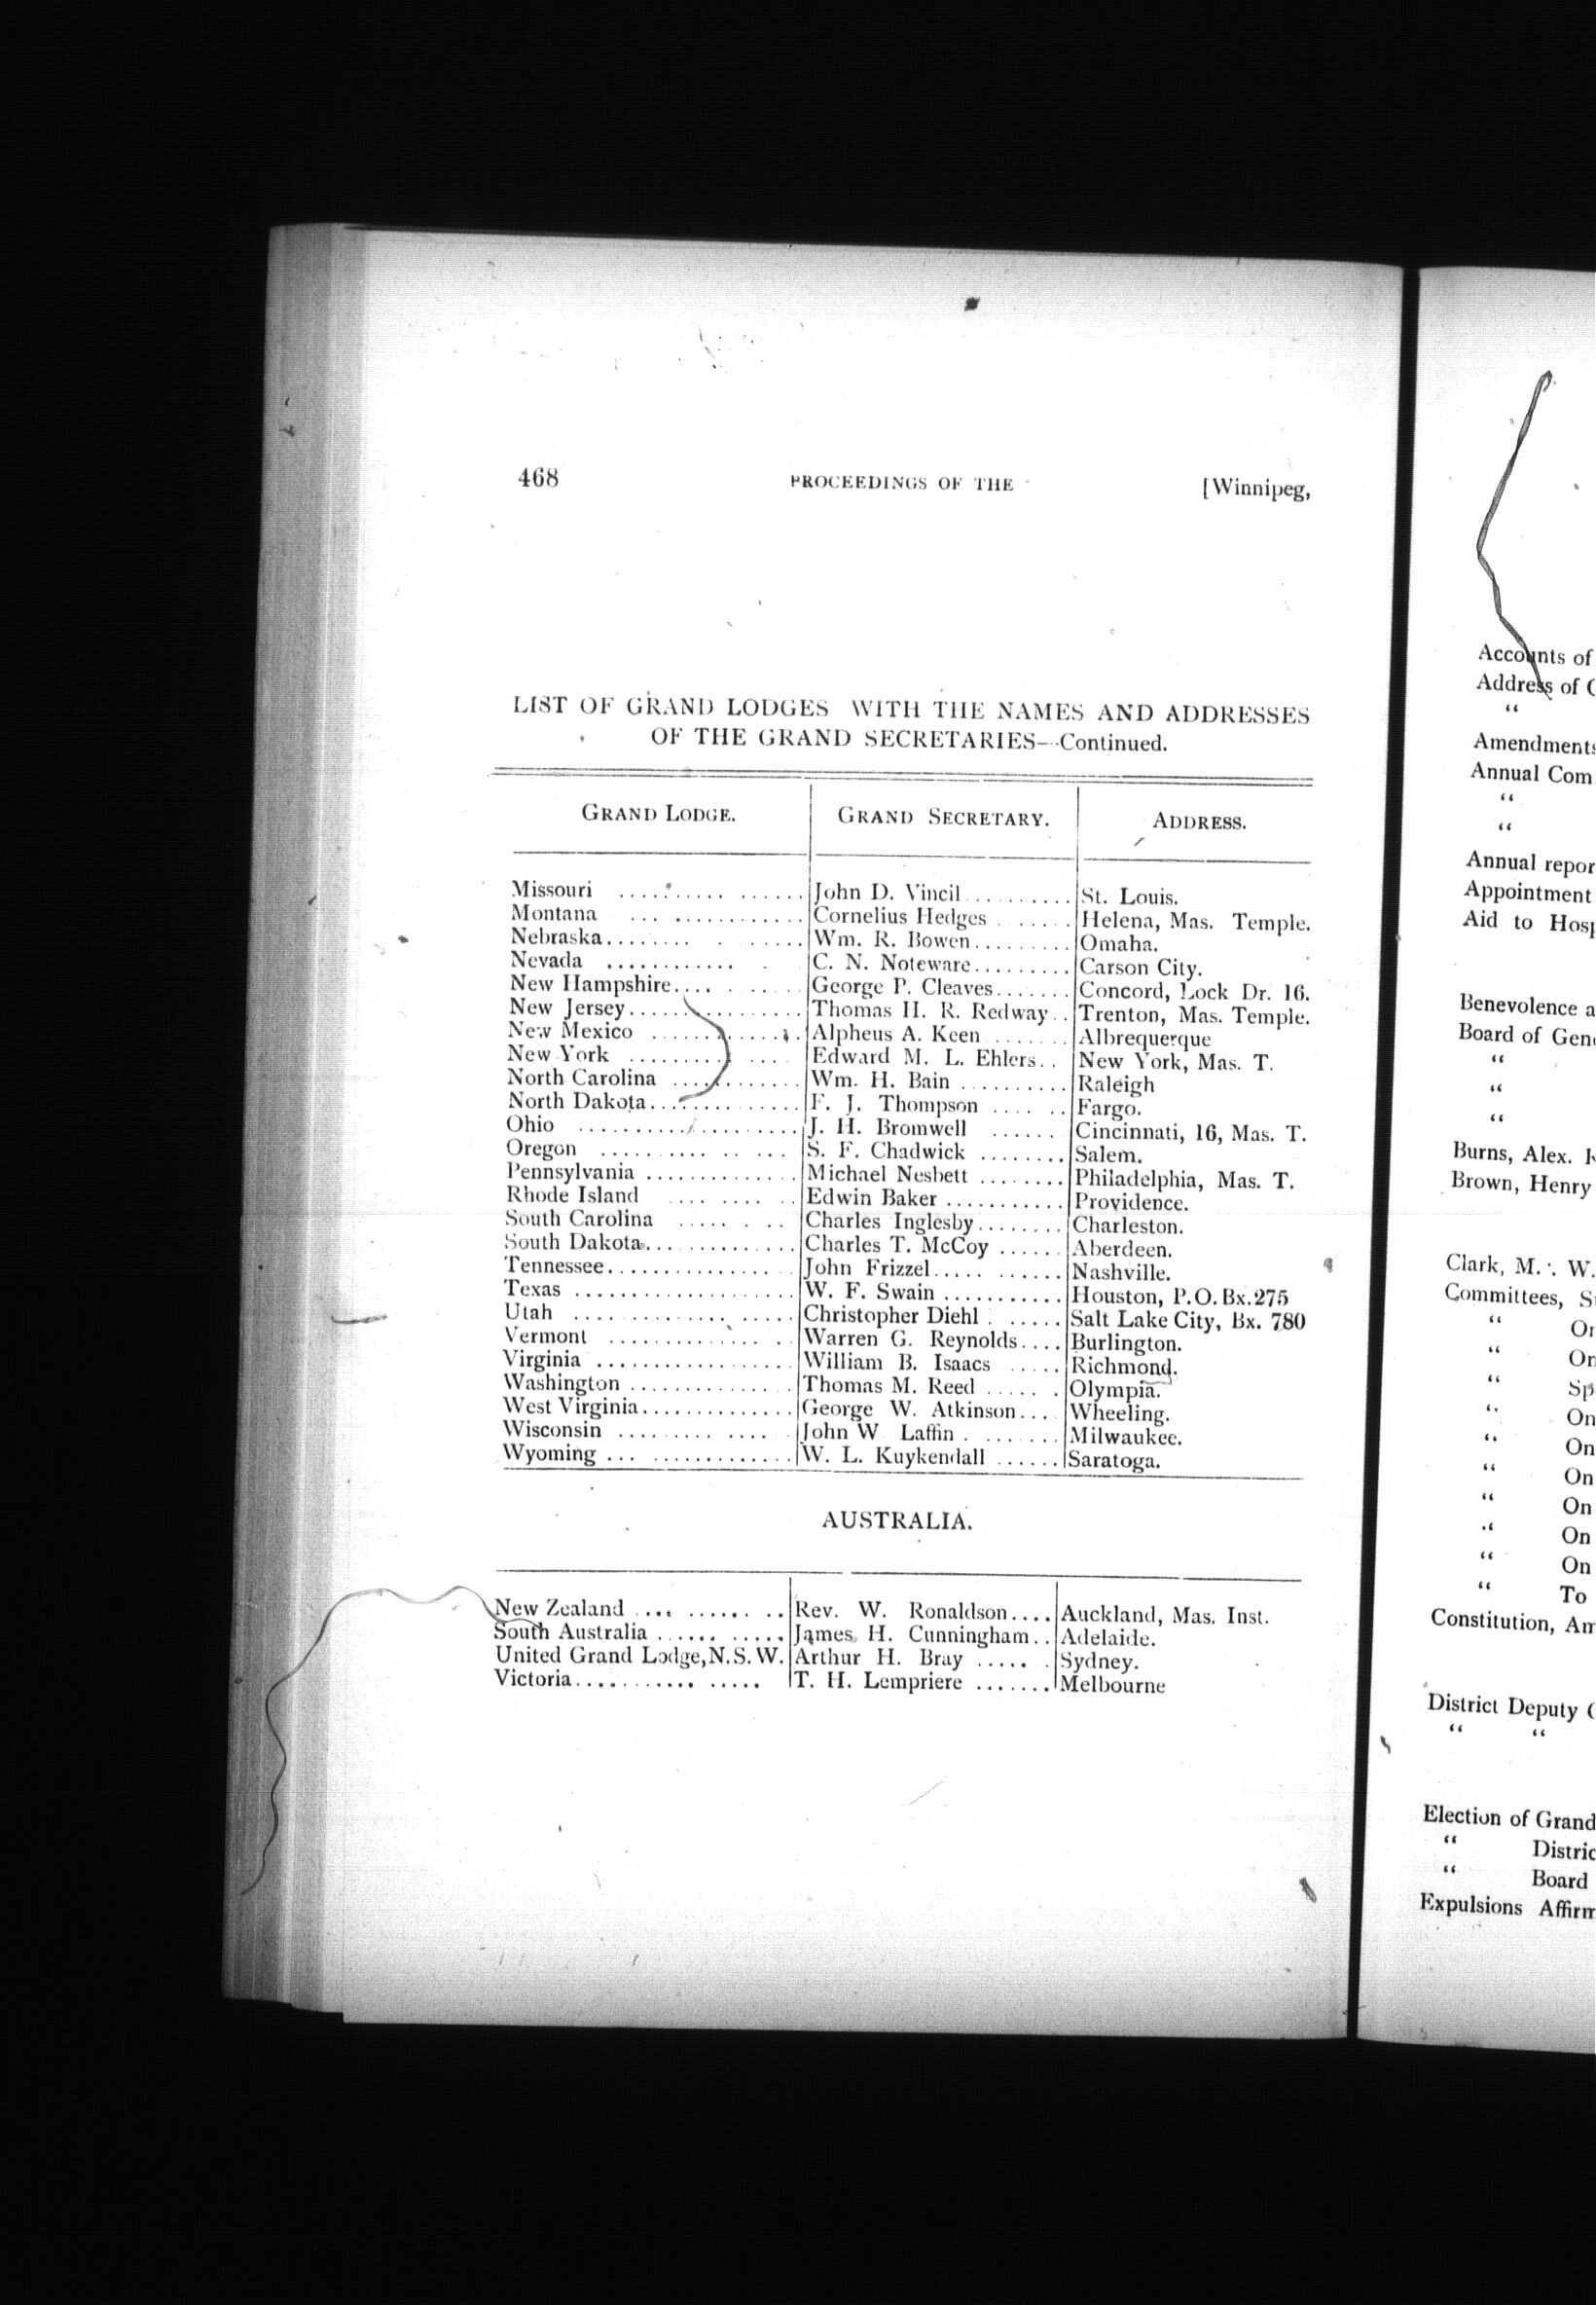 468 PROCEEDINGS OF THE [Winnipeg,
LIST OF GRAND LODGES WITH THE NAMES AND ADDRESSES
OF THE GRAND SECRETARIES—Continued.
GRAND LODGE. GRAND SECRETARY. ADDRESS.
Missouri John D. Vincil St. Louis.
Montana Cornelius Hedges Helena, Mas. Temple.
Nebraska Wm. R. Bowen Omaha.
Nevada C. N. Noteware Carson City.
New Hampshire George P. Cleaves Concord, Lock Dr. 16.
New Jersey Thomas H. R. Redway Trenton, Mas. Temple.
New Mexico Alpheus A. Keen Albrequerque
New York Edward M. L. Ehlers New York, Mas. T.
North Carolina Wm. H. Bain Raleigh
North Dakota F. J. Thompson Fargo.
Ohio J. H. Bromwell Cincinnati, 16, Mas. T.
Oregon S. F. Chadwick Salem.
Pennsylvania Michael Nesbett Philadelphia, Mas. T.
Rhode Island Edwin Baker Providence.
South Carolina Charles Inglesby Charleston.
South Dakota Charles T. McCoy Aberdeen.
Tennessee John Frizzel Nashville.
Texas W. F. Swain Houston, P.O. Bx. 275
Utah Christopher Diehl Salt Lake City, Bx. 780
Vermont Warren G. Reynolds Burlington.
Virginia William B. Isaacs Richmond.
Washington Thomas M. Reed Olympia.
West Virginia George W. Atkinson Wheeling.
Wisconsin John W Laffin Milwaukee.
Wyoming W. L. Kuykendall Saratoga.
AUSTRALIA.
New Zealand Rev. W. Ronaldson Auckland, Mas. Inst.
South Australia James H. Cunningham Adelaide.
United Grand Lodge, N.S.W. Arthur H. Bray Sydney.
Victoria T. H. Lempriere Melbourne
Accounts of
Address of
"
Amendments
Annual Com
"
"
Annual repor
Appointment
Aid to Hosp
Benevolence a
Board of Gen
"
"
"
Burns, Alex.
Brown, Henry
Clark, M.∴ W.
Committees, S
" Or
" On
" Sp
" On
" On
" On
" On
" On
" On
" To
Constitution, Am
District Deputy
" "
Election of Grand
" Distric
" Board
Expulsions Affirm